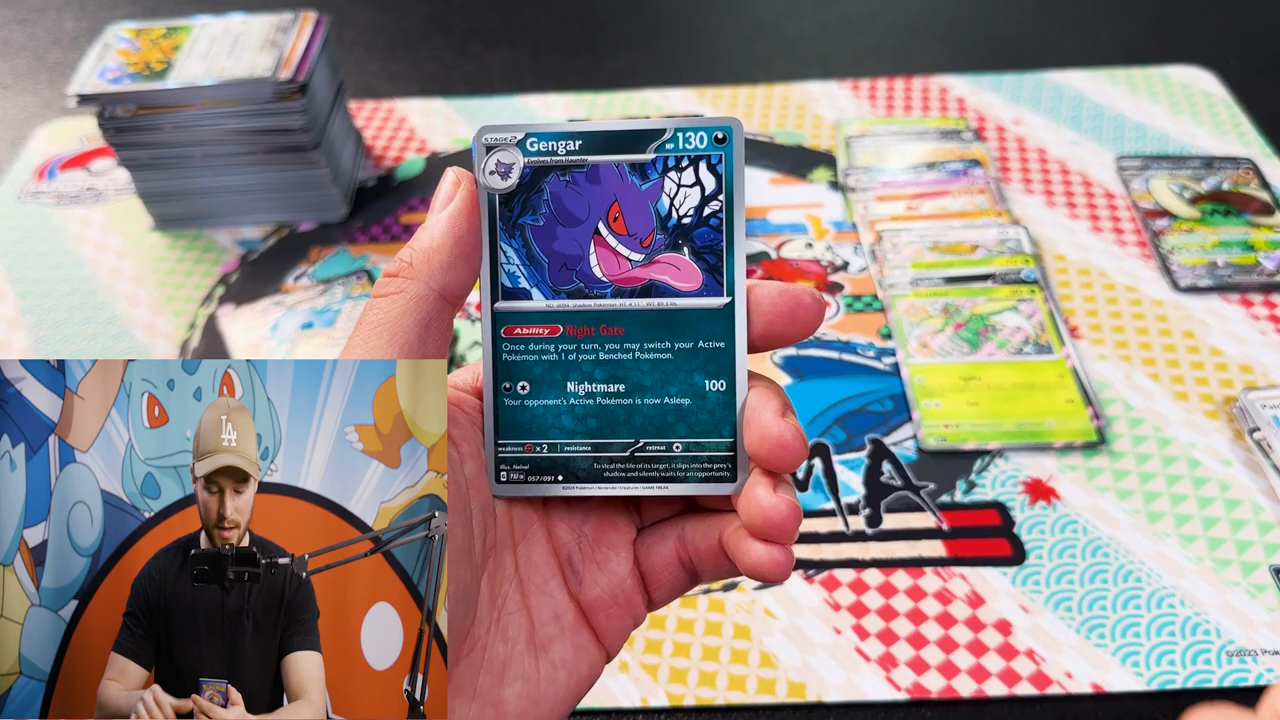 STAGE2
Gengar
HP 130
Evolves from Haunter
NO. 0094 Shadow Pokémon HT: 4'11" WT: 89.3 lbs.
Ability Night Gate
Once during your turn, you may switch your Active
Pokémon with 1 of your Benched Pokémon.
Nightmare 100
Your opponent's Active Pokémon is now Asleep.
weakness ×2 resistance retreat
Illus. Nelnal
To steal the life of its target, it slips into the prey's
shadow and silently waits for an opportunity.
G PAF EN 057/091
©2024 Pokémon / Nintendo / Creatures / GAME FREAK
MA
©2023 Pok
LA